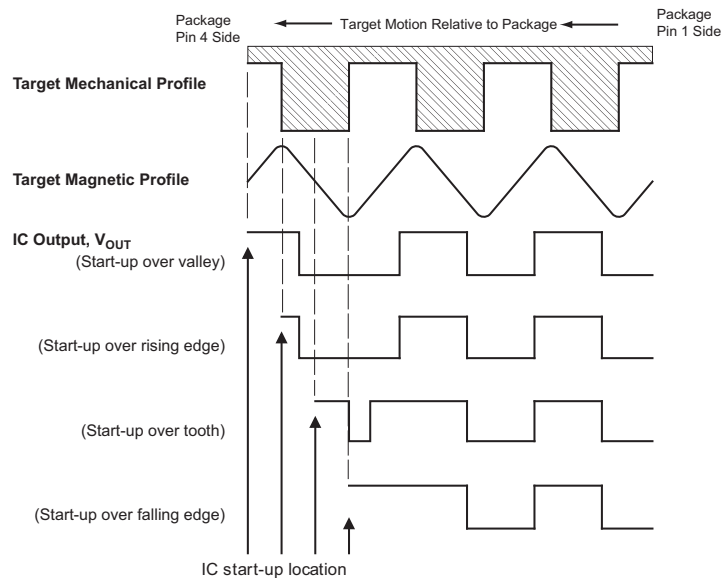 Package
Pin 4 Side
Target Motion Relative to Package
Package
Pin 1 Side
Target Mechanical Profile
Target Magnetic Profile
IC Output, VOUT
(Start-up over valley)
(Start-up over rising edge)
(Start-up over tooth)
(Start-up over falling edge)
IC start-up location